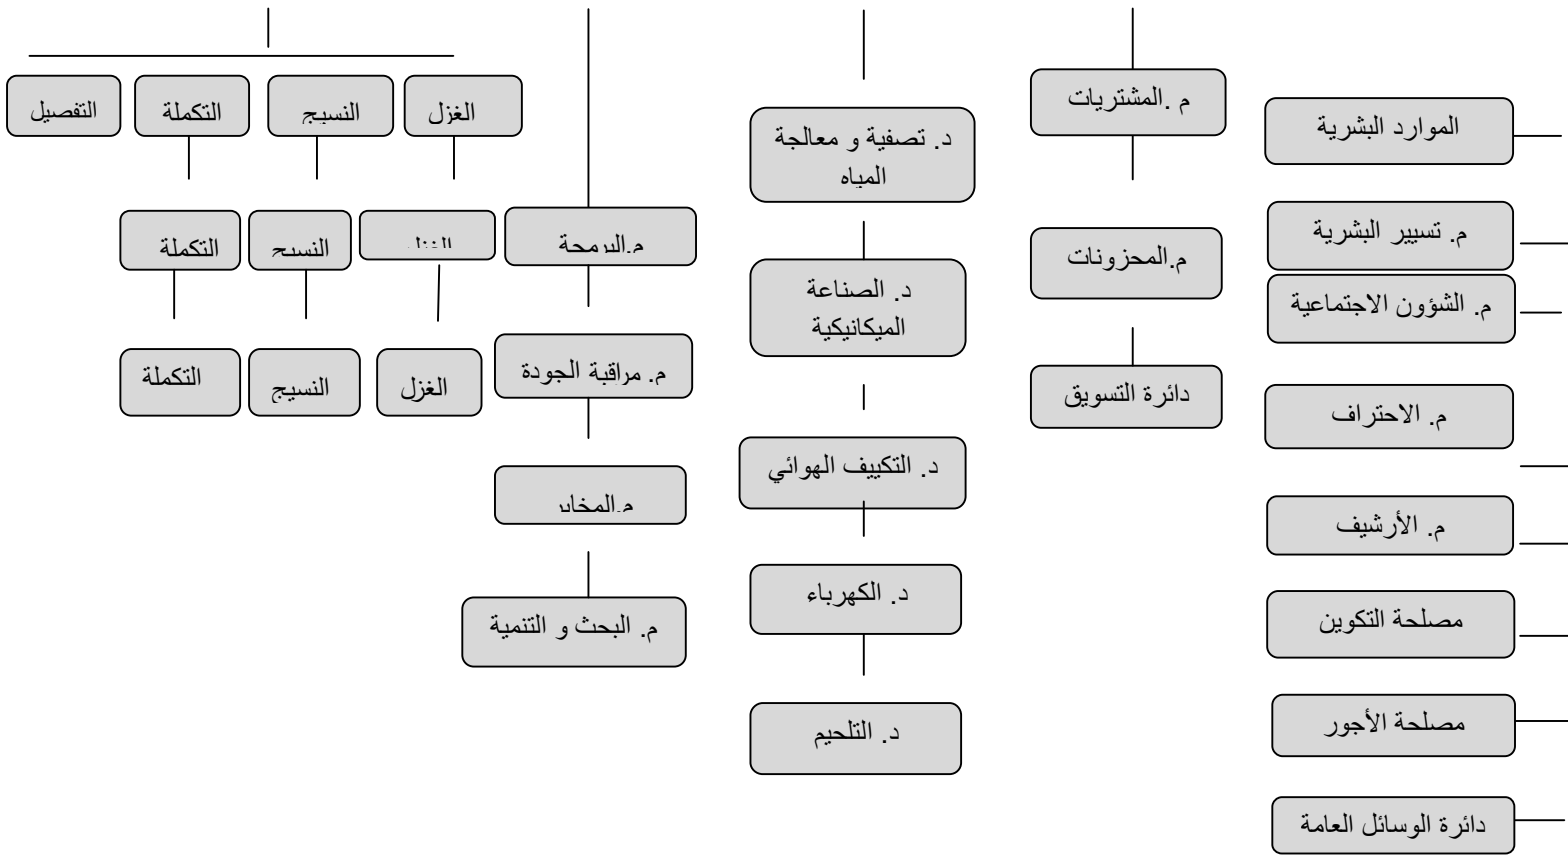 الموارد البشرية
م. تسيير البشرية
م. الشؤون الاجتماعية
م. الاحتراف
م. الأرشيف
مصلحة التكوين
مصلحة الأجور
دائرة الوسائل العامة
م .المشتريات
م.المحزونات
دائرة التسويق
د. تصفية و معالجة
المياه
د. الصناعة
الميكانيكية
د. التكييف الهوائي
د. الكهرباء
د. التلحيم
م.البرمجة
م. مراقبة الجودة
م.المخابر
م. البحث و التنمية
الغزل
النسيج
التكملة
التفصيل
النسيج
التكملة
الغزل
النسيج
التكملة